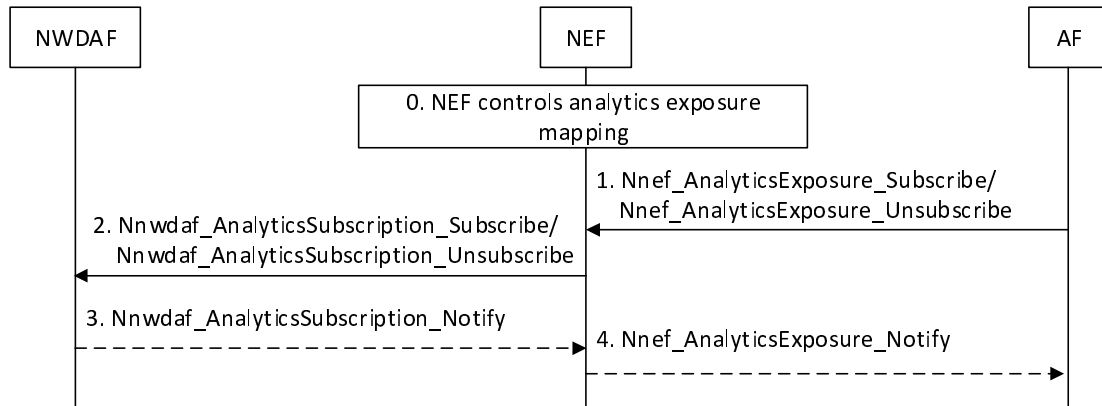 NWDAF
NEF
AF
0. NEF controls analytics exposure
mapping
1. Nnef_AnalyticsExposure_Subscribe/
Nnef_AnalyticsExposure_Unsubscribe
2. Nnwdaf_AnalyticsSubscription_Subscribe/
Nnwdaf_AnalyticsSubscription_Unsubscribe
3. Nnwdaf_AnalyticsSubscription_Notify
4. Nnef_AnalyticsExposure_Notify